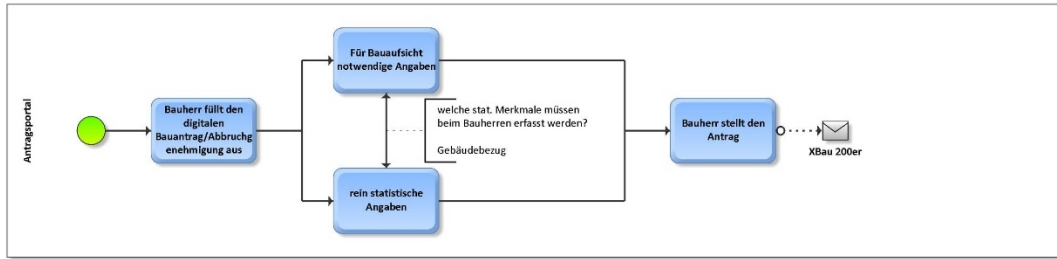 Antragsportal
Bauherr füllt den
digitalen
Bauantrag/Abbruchg
enehmigung aus
Für Bauaufsicht
notwendige Angaben
welche stat. Merkmale müssen
beim Bauherren erfasst werden?
Gebäudebezug
rein statistische
Angaben
Bauherr stellt den
Antrag
XBau 200er